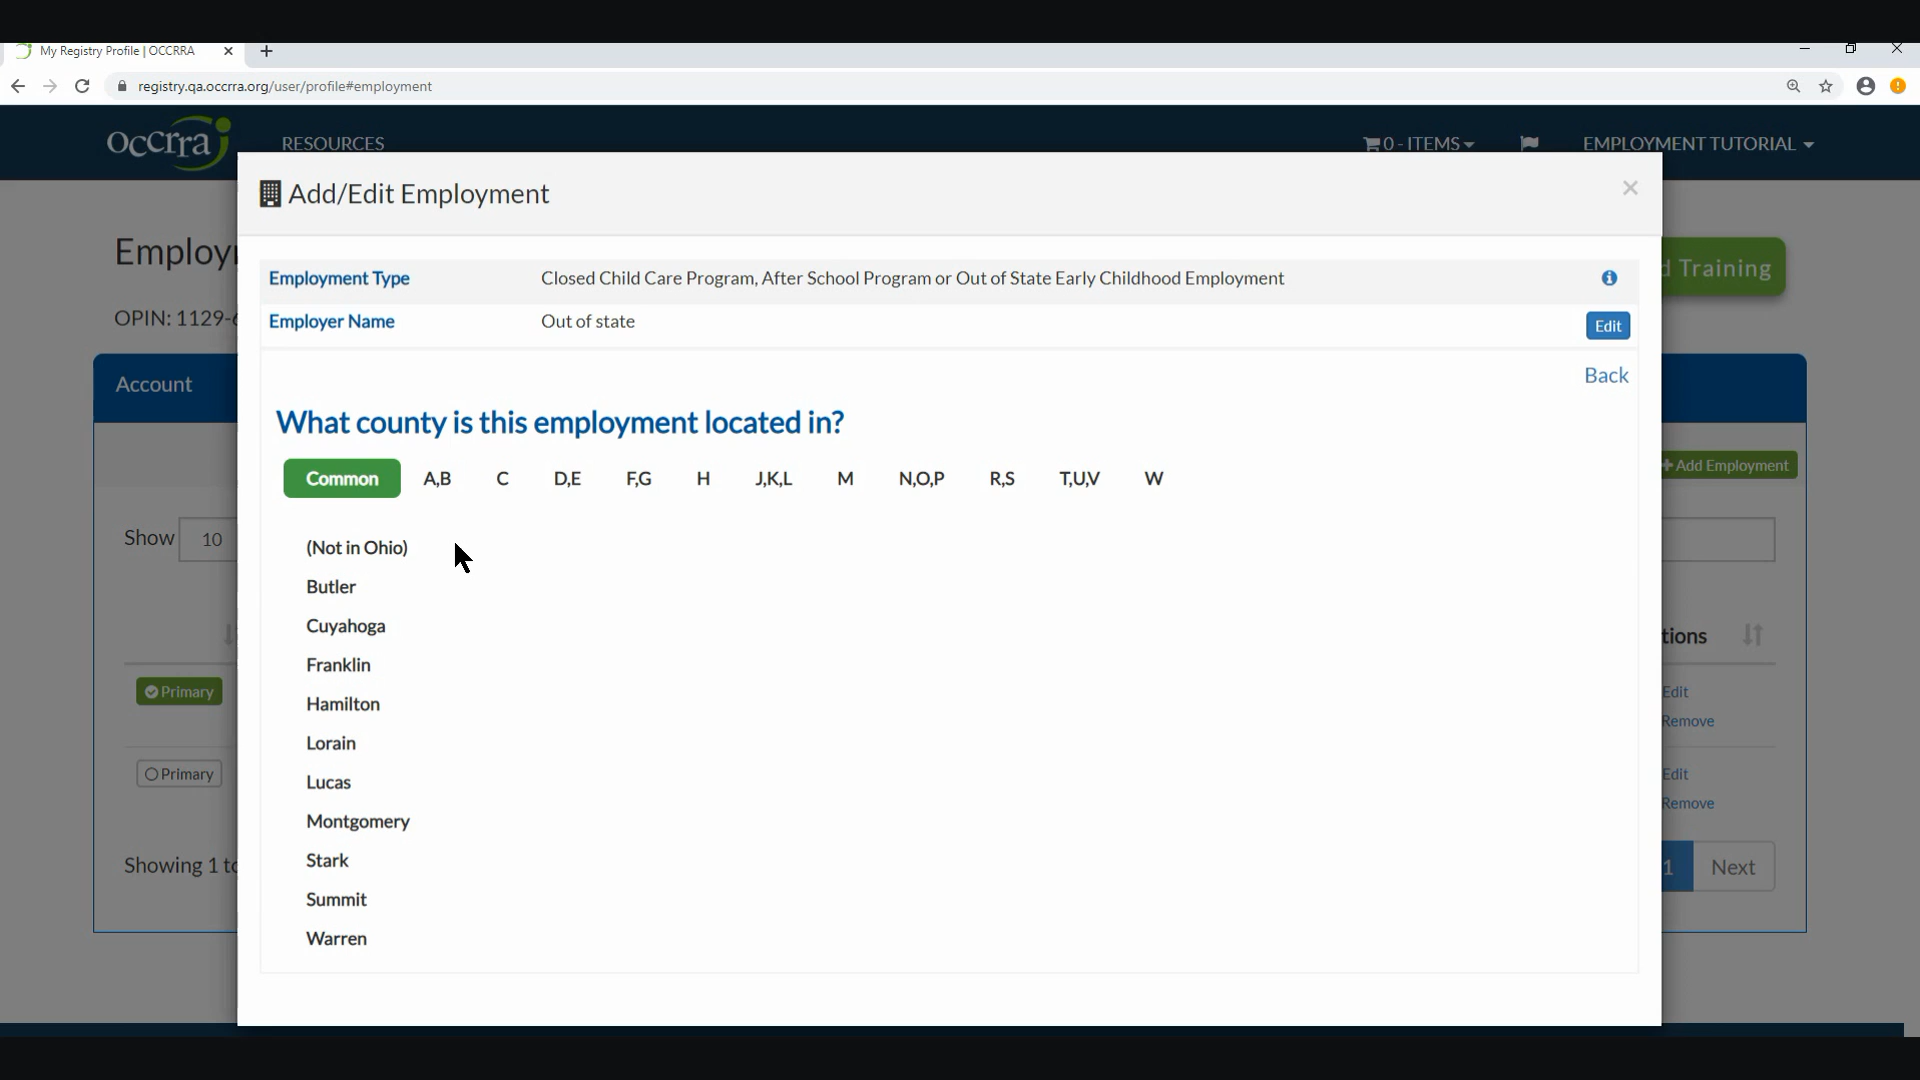 My Registry Profile | OCCRRA
registry.qa.occrra.org/user/profile#employment
occrra
RESOURCES
0 - ITEMS
EMPLOYMENT TUTORIAL
Add/Edit Employment
Training
OPIN: 1129-
Employment Type
Closed Child Care Program, After School Program or Out of State Early Childhood Employment
Employer Name
Out of state
Edit
Account
Back
What county is this employment located in?
Add Employment
Common
A,B
C
D,E
F,G
H
J,K,L
M
N,O,P
R,S
T,U,V
W
Show
10
(Not in Ohio)
Butler
Cuyahoga
Franklin
Hamilton
Lorain
Lucas
Montgomery
Stark
Summit
Warren
Primary
Edit
Remove
Primary
Edit
Remove
Showing 1
1
Next